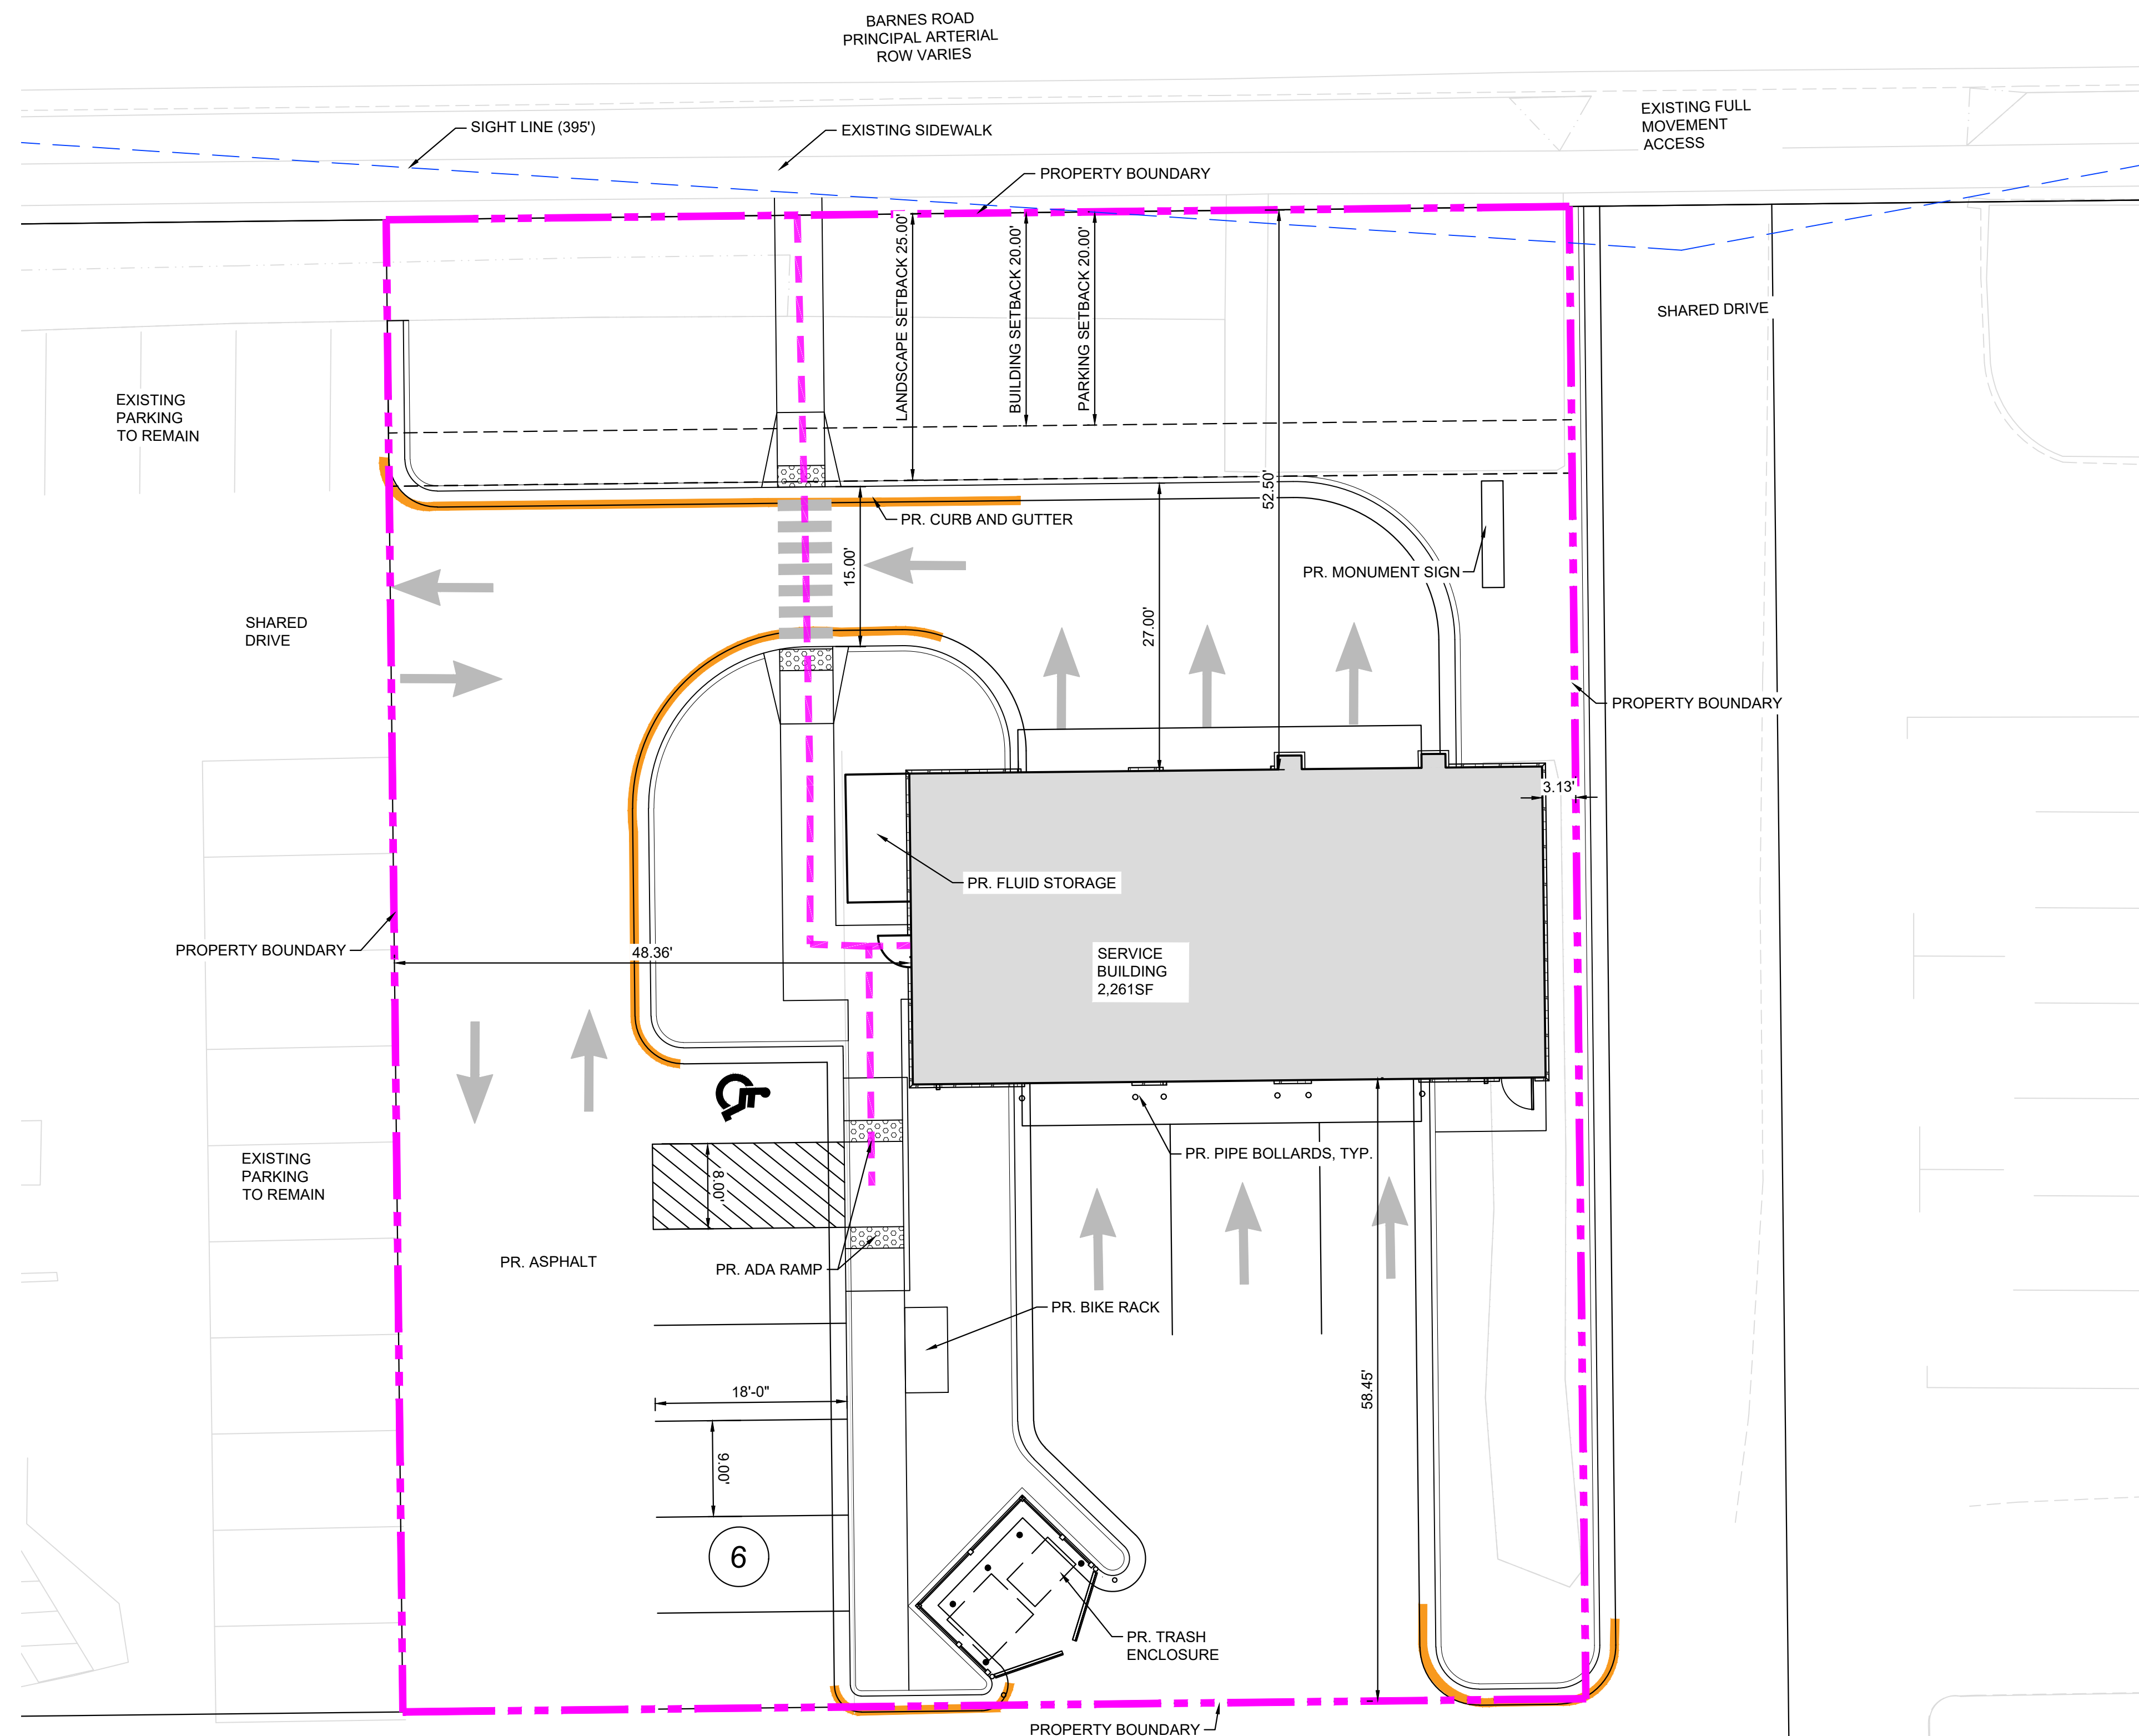 BARNES ROAD
PRINCIPAL ARTERIAL
ROW VARIES
SIGHT LINE (395')
EXISTING SIDEWALK
EXISTING FULL
MOVEMENT
ACCESS
PROPERTY BOUNDARY
LANDSCAPE SETBACK 25.00'
BUILDING SETBACK 20.00'
PARKING SETBACK 20.00'
SHARED DRIVE
EXISTING
PARKING
TO REMAIN
52.50'
PR. CURB AND GUTTER
15.00'
PR. MONUMENT SIGN
SHARED
DRIVE
27.00'
PROPERTY BOUNDARY
3.13'
PR. FLUID STORAGE
PROPERTY BOUNDARY
48.36'
SERVICE
BUILDING
2,261SF
EXISTING
PARKING
TO REMAIN
8.00'
PR. PIPE BOLLARDS, TYP.
PR. ASPHALT
PR. ADA RAMP
PR. BIKE RACK
18'-0"
58.45'
9.00'
6
PR. TRASH
ENCLOSURE
PROPERTY BOUNDARY